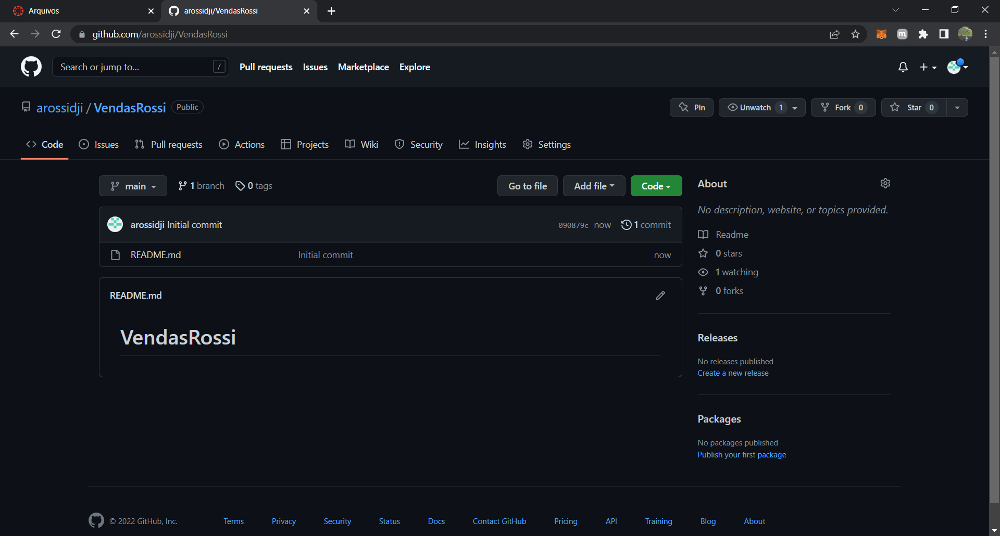 Arquivos
arossidji/VendasRossi
github.com/arossidji/VendasRossi
Search or jump to... /
Pull requests Issues Marketplace Explore
arossidji / VendasRossi Public
Pin Unwatch 1 Fork 0 Star 0
Code Issues Pull requests Actions Projects Wiki Security Insights Settings
main 1 branch 0 tags Go to file Add file Code
arossidji Initial commit 090879c now 1 commit
README.md Initial commit now
README.md
VendasRossi
About
No description, website, or topics provided.
Readme
0 stars
1 watching
0 forks
Releases
No releases published
Create a new release
Packages
No packages published
Publish your first package
© 2022 GitHub, Inc. Terms Privacy Security Status Docs Contact GitHub Pricing API Training Blog About